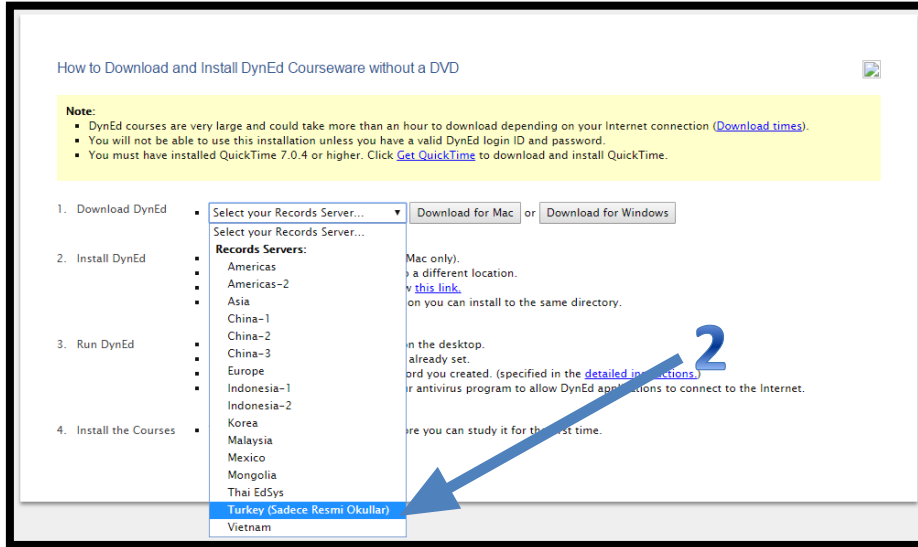 How to Download and Install DynEd Courseware without a DVD
Note:
DynEd courses are very large and could take more than an hour to download depending on your Internet connection (Download times).
You will not be able to use this installation unless you have a valid DynEd login ID and password.
You must have installed QuickTime 7.0.4 or higher. Click Get QuickTime to download and install QuickTime.
1. Download DynEd
Select your Records Server... Download for Mac or Download for Windows
Select your Records Server...
Records Servers:
Americas
Americas-2
Asia
China-1
China-2
China-3
Europe
Indonesia-1
Indonesia-2
Korea
Malaysia
Mexico
Mongolia
Thai EdSys
Turkey (Sadece Resmi Okullar)
Vietnam
2. Install DynEd
Mac only).
a different location.
this link.
on you can install to the same directory.
3. Run DynEd
n the desktop.
already set.
ord you created. (specified in the detailed instructions.)
r antivirus program to allow DynEd applications to connect to the Internet.
4. Install the Courses
re you can study it for the first time.
2